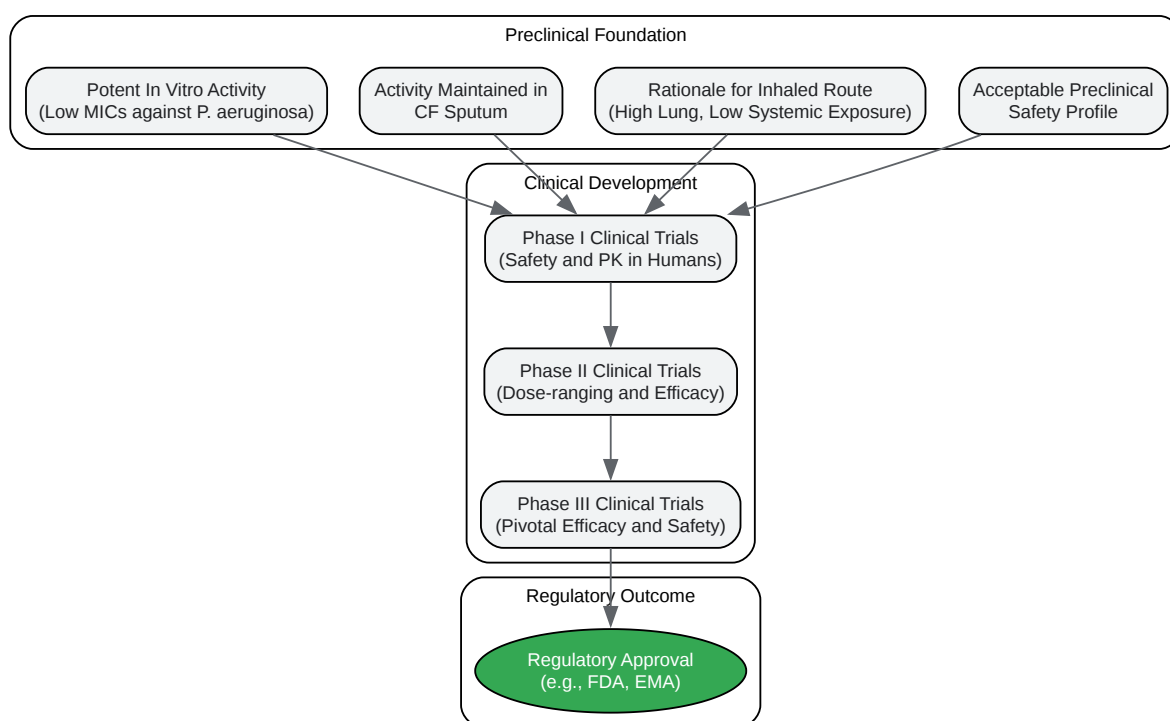 Preclinical Foundation
Potent In Vitro Activity
(Low MICs against P. aeruginosa)
Activity Maintained in
CF Sputum
Rationale for Inhaled Route
(High Lung, Low Systemic Exposure)
Acceptable Preclinical
Safety Profile
Clinical Development
Phase I Clinical Trials
(Safety and PK in Humans)
Phase II Clinical Trials
(Dose-ranging and Efficacy)
Phase III Clinical Trials
(Pivotal Efficacy and Safety)
Regulatory Outcome
Regulatory Approval
(e.g., FDA, EMA)